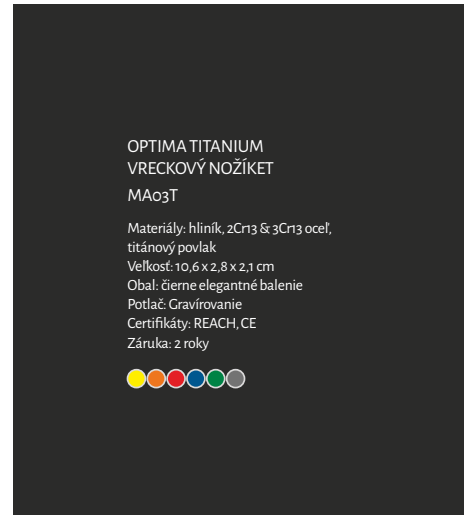 OPTIMA TITANIUM
VRECKOVÝ NOŽÍKET
MA03T
Materiály: hliník, 2Cr13 & 3Cr13 oceľ,
titánový povlak
Veľkosť: 10,6 x 2,8 x 2,1 cm
Obal: čierne elegantné balenie
Potlač: Gravírovanie
Certifikáty: REACH, CE
Záruka: 2 roky